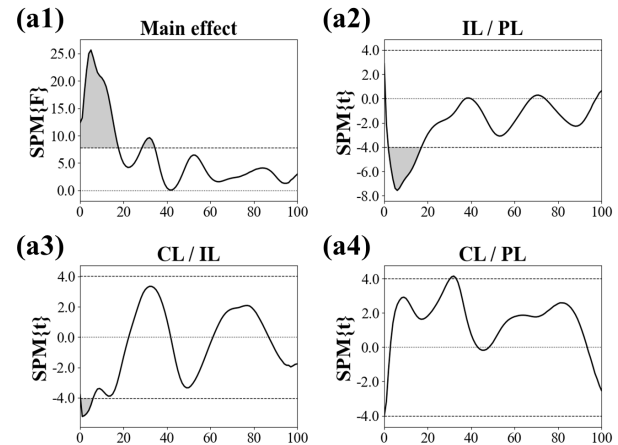 (a1)
Main effect
SPM{F}
25.0
20.0
15.0
10.0
5.0
0.0
0 20 40 60 80 100
(a2)
IL / PL
SPM{t}
4.0
2.0
0.0
-2.0
-4.0
-6.0
-8.0
0 20 40 60 80 100
(a3)
CL / IL
SPM{t}
4.0
2.0
0.0
-2.0
-4.0
0 20 40 60 80 100
(a4)
CL / PL
SPM{t}
4.0
2.0
0.0
-2.0
-4.0
0 20 40 60 80 100